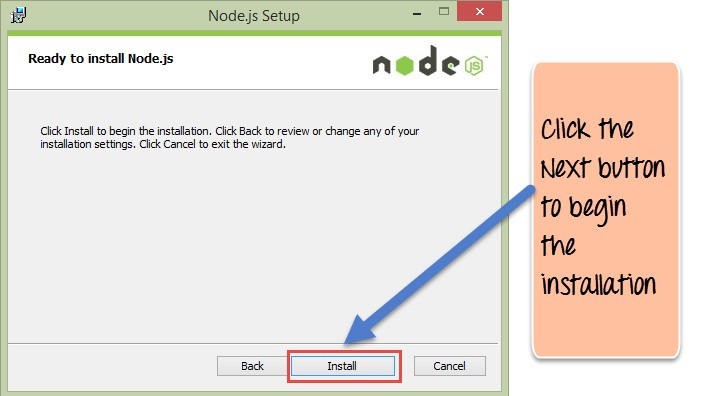 Node.js Setup
Ready to install Node.js
node JS
Click Install to begin the installation. Click Back to review or change any of your
installation settings. Click Cancel to exit the wizard.
Back
Install
Cancel
Click the
Next button
to begin
the
installation